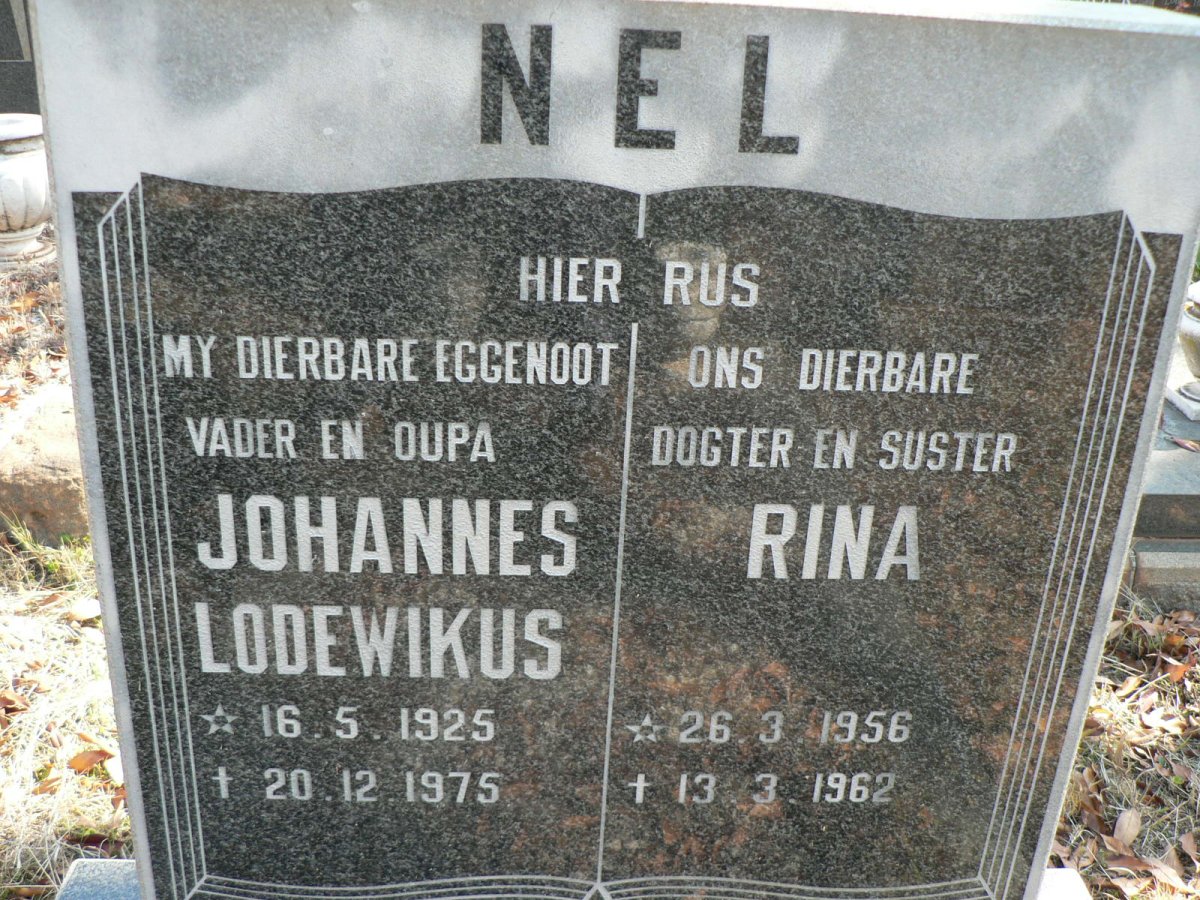 NEL
HIER RUS
MY DIERBARE EGGENOOT
VADER EN OUPA
JOHANNES
LODEWIKUS
☆ 16.5.1925
† 20.12.1975
ONS DIERBARE
DOGTER EN SUSTER
RINA
☆ 26.3.1956
† 13.3.1962